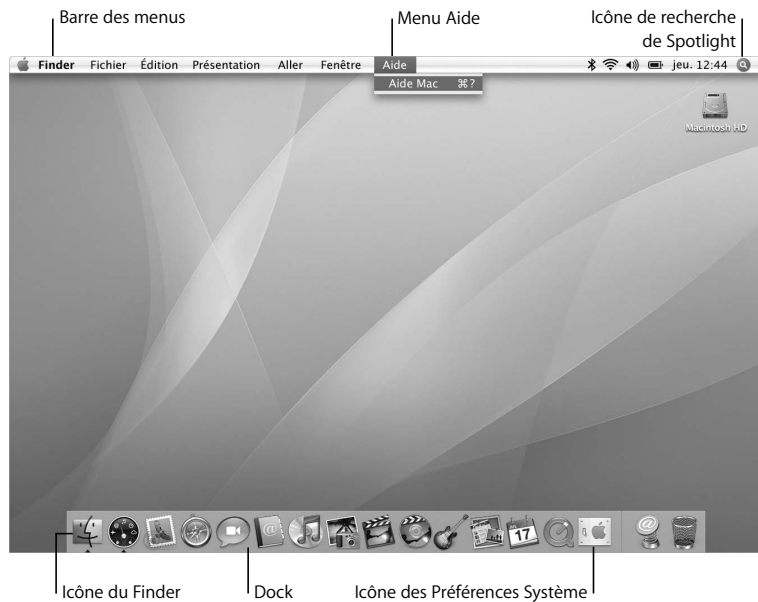 Barre des menus
Menu Aide
Icône de recherche
de Spotlight
Finder Fichier Édition Présentation Aller Fenêtre Aide jeu. 12:44
Aide Mac ⌘?
Macintosh HD
17
Icône du Finder
Dock
Icône des Préférences Système